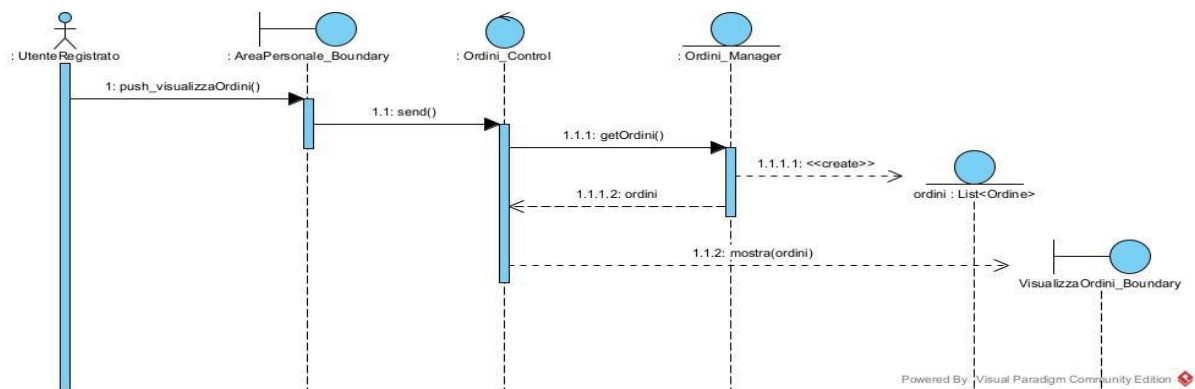 : UtenteRegistrato
: AreaPersonale_Boundary
: Ordini_Control
: Ordini_Manager
1: push_visualizzaOrdini()
1.1: send()
1.1.1: getOrdini()
1.1.1.1: <<create>>
1.1.1.2: ordini
ordini : List<Ordine>
1.1.2: mostra(ordini)
VisualizzaOrdini_Boundary
Powered By Visual Paradigm Community Edition